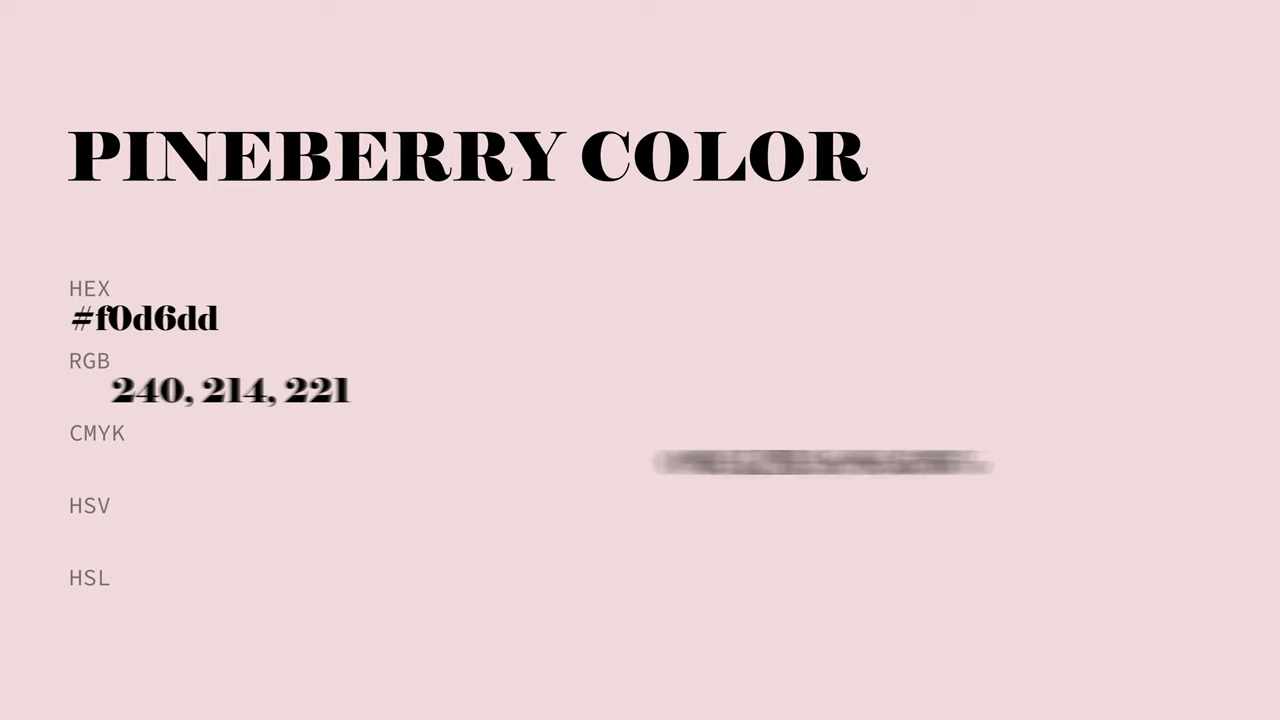 PINEBERRY COLOR
HEX
#f0d6dd
RGB
240, 214, 221
CMYK
HSV
HSL